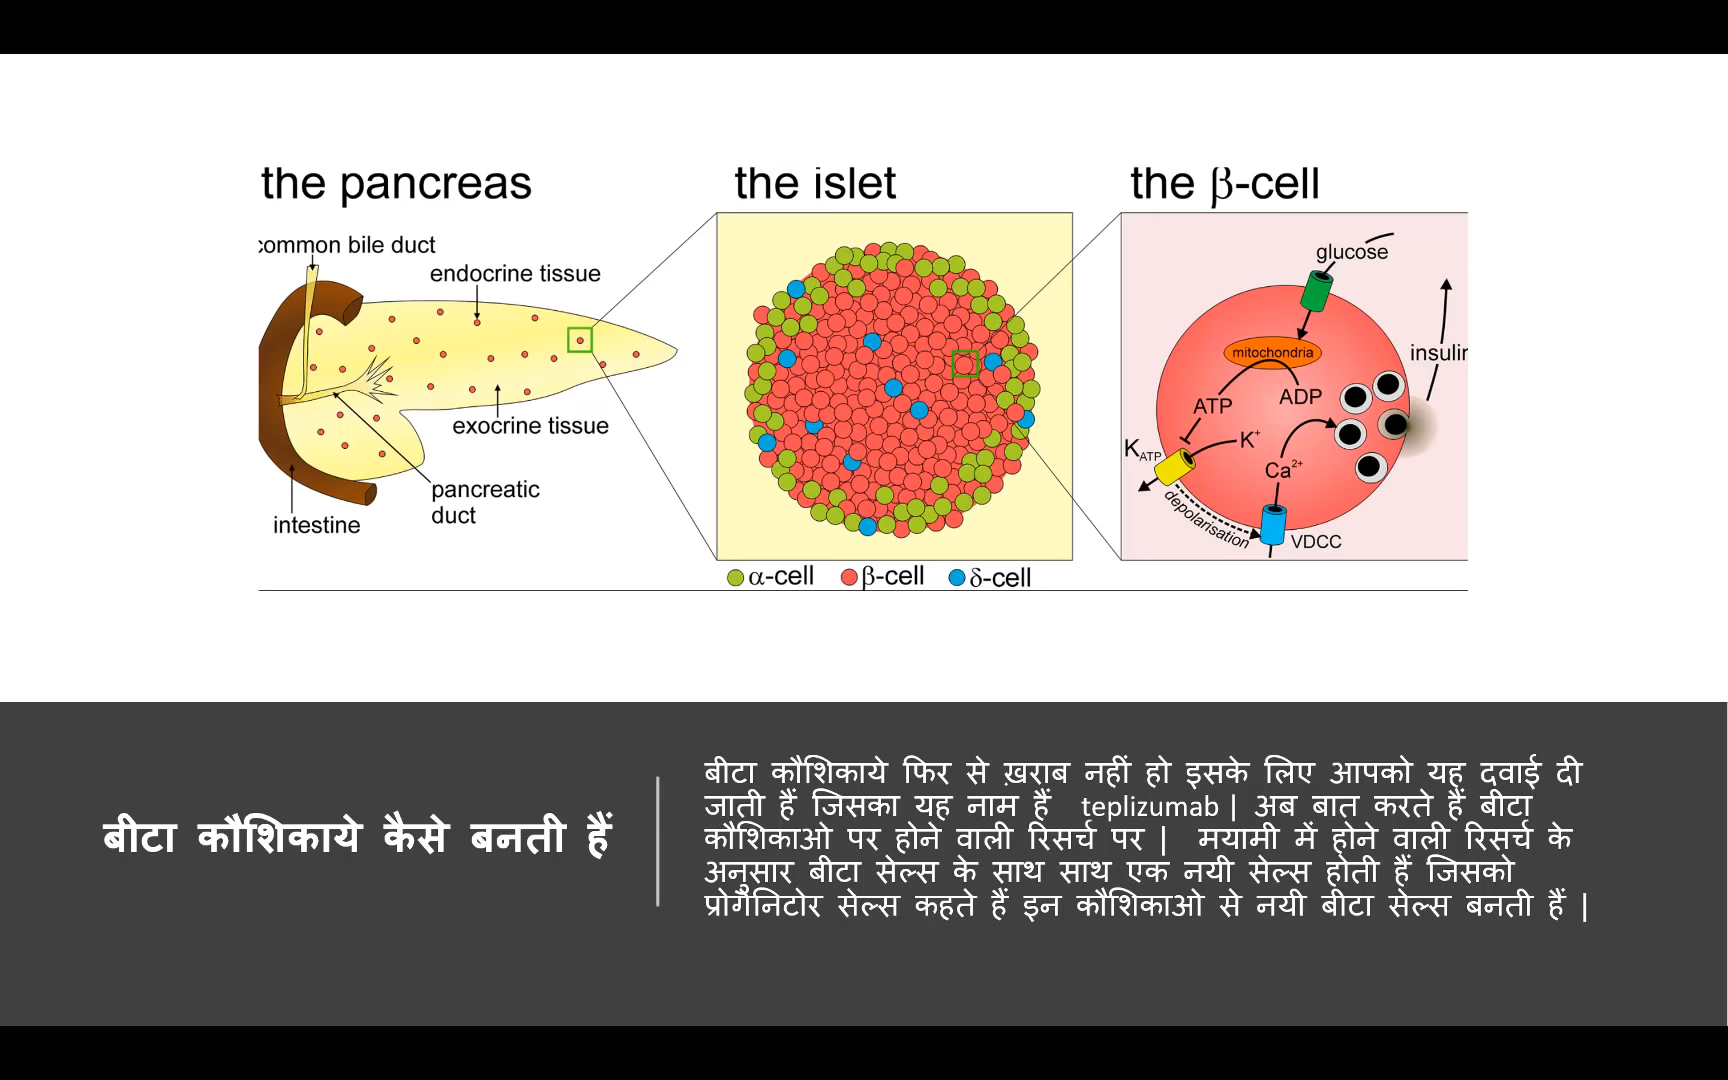 the pancreas
the islet
the β-cell
common bile duct
endocrine tissue
exocrine tissue
pancreatic
duct
intestine
α-cell β-cell δ-cell
glucose
mitochondria
insulin
ATP
ADP
K+
KATP
Ca2+
depolarisation
VDCC
बीटा कौशिकाये कैसे बनती हैं
बीटा कौशिकाये फिर से ख़राब नहीं हो इसके लिए आपको यह दवाई दी
जाती हैं जिसका यह नाम हैं teplizumab | अब बात करते हैं बीटा
कौशिकाओ पर होने वाली रिसर्च पर | मयामी में होने वाली रिसर्च के
अनुसार बीटा सेल्स के साथ साथ एक नयी सेल्स होती हैं जिसको
प्रोगैनिटोर सेल्स कहते हैं इन कौशिकाओ से नयी बीटा सेल्स बनती हैं |